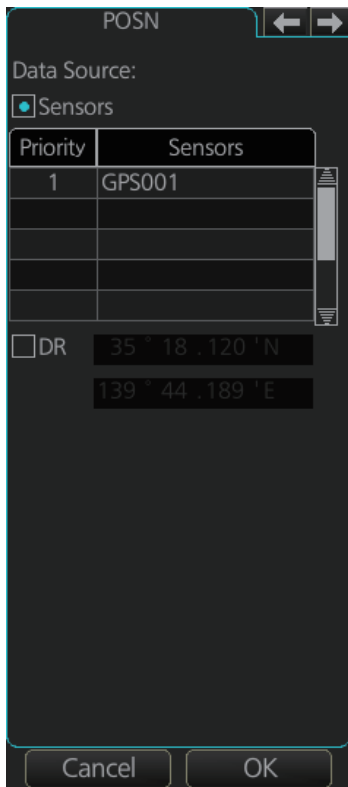 POSN
Data Source:
Sensors
Priority Sensors
1 GPS001
DR 35 ° 18 .120 'N
139 ° 44 .189 'E
Cancel OK